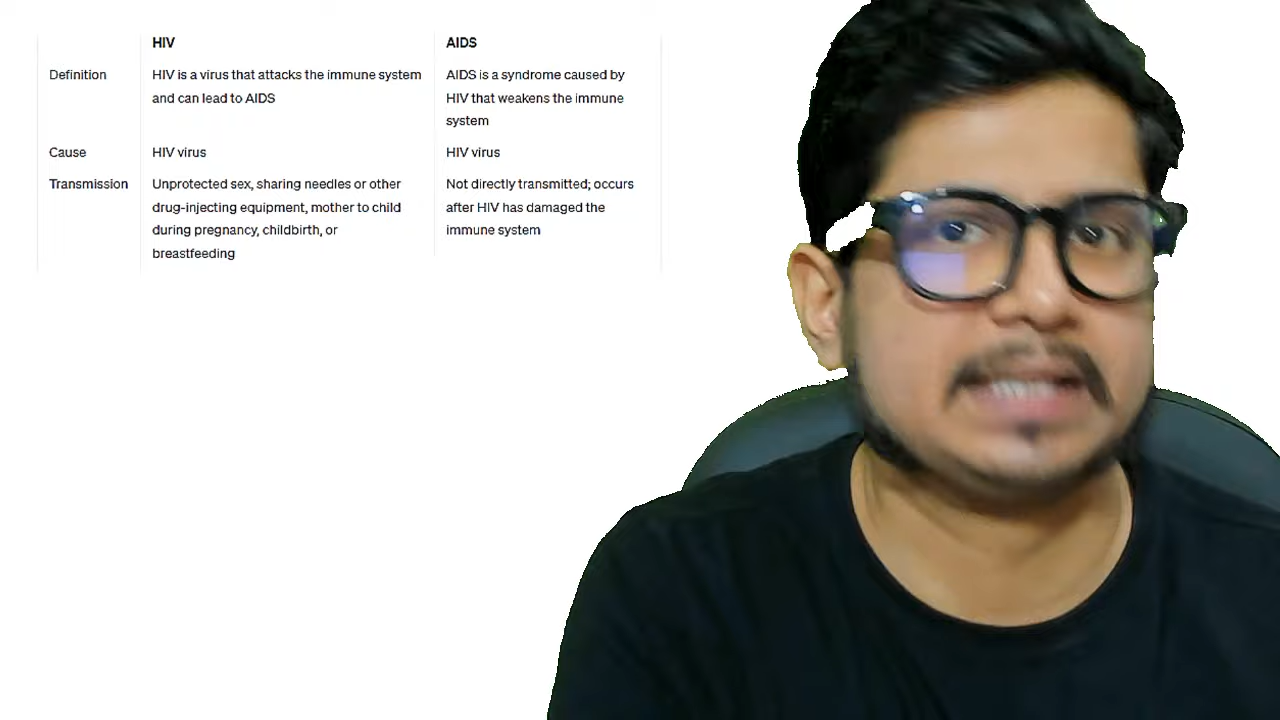 HIV AIDS
Definition HIV is a virus that attacks the immune system AIDS is a syndrome caused by
and can lead to AIDS HIV that weakens the immune
system
Cause HIV virus HIV virus
Transmission Unprotected sex, sharing needles or other Not directly transmitted; occurs
drug-injecting equipment, mother to child after HIV has damaged the
during pregnancy, childbirth, or immune system
breastfeeding